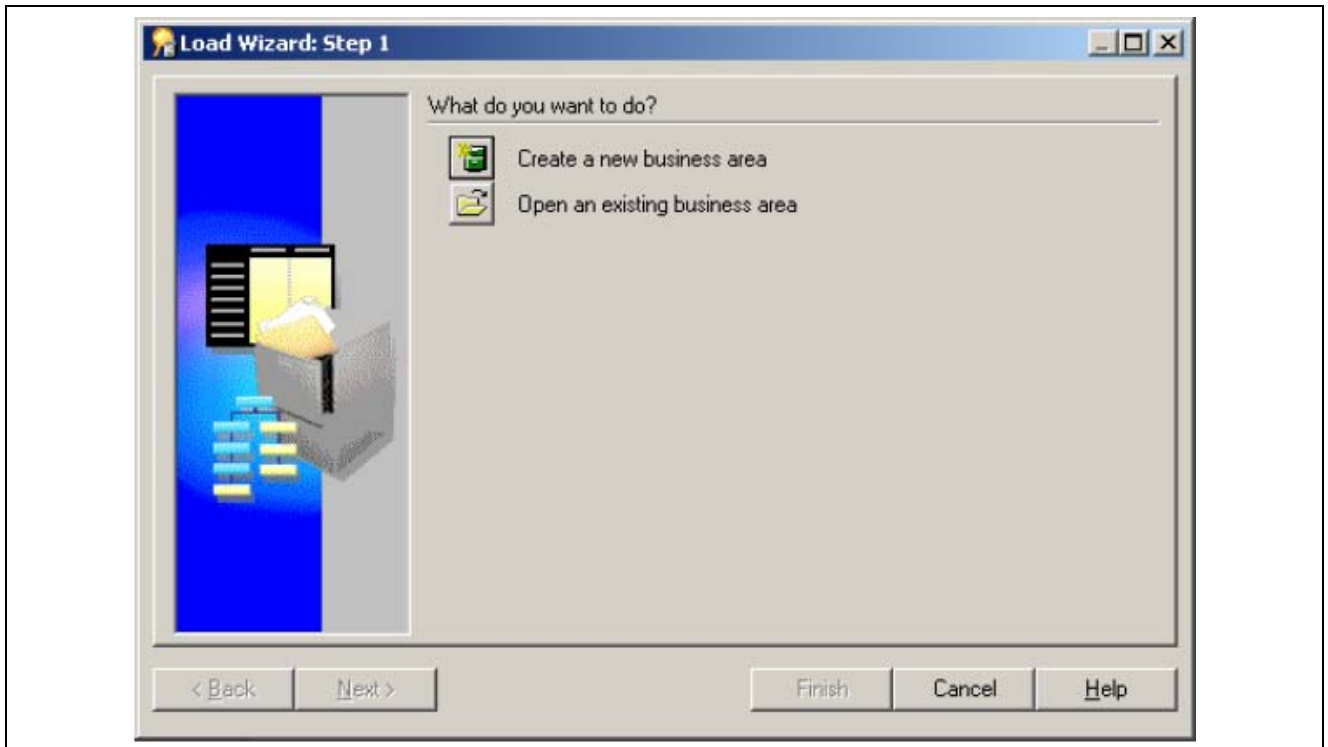 Load Wizard: Step 1
What do you want to do?
Create a new business area
Open an existing business area
< Back
Next >
Finish
Cancel
Help